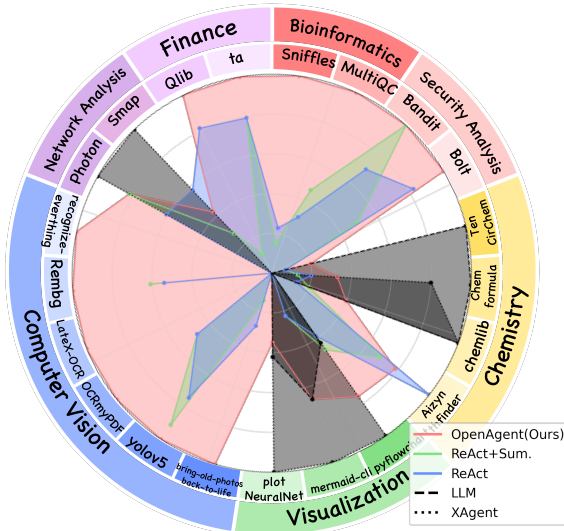 Finance
Bioinformatics
Security Analysis
Chemistry
Visualization
Computer Vision
Network Analysis
ta
Sniffles
MultiQC
Bandit
Bolt
Ten
CirChem
Chem
formula
chemlib
Aizyn
finder
pyflowc
mermaid-cli
plot
NeuralNet
bring-old-photos
back-to-life
yolov5
OCRmyPDF
LateX-OCR
Rembg
recognize-
everthing
Photon
Smap
Qlib
OpenAgent(Ours)
ReAct+Sum.
ReAct
LLM
XAgent